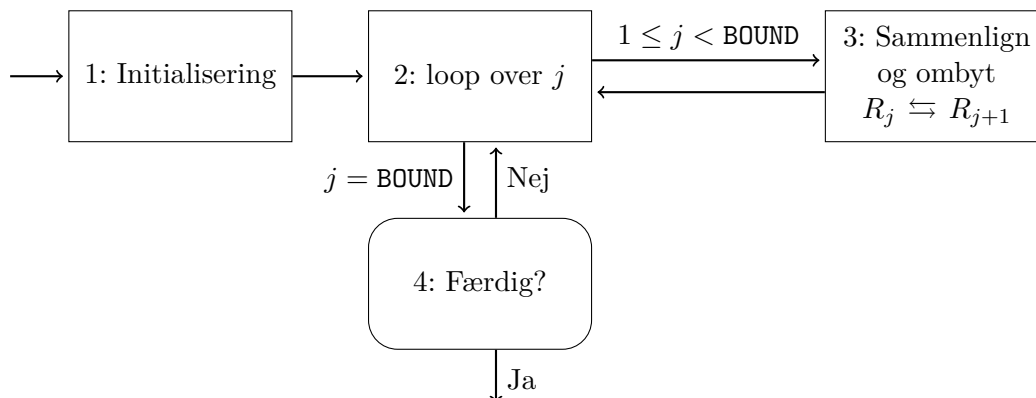 1: Initialisering
2: loop over j
1 ≤ j < BOUND
3: Sammenlign
og ombyt
R_j ⇆ R_{j+1}
j = BOUND
Nej
4: Færdig?
Ja